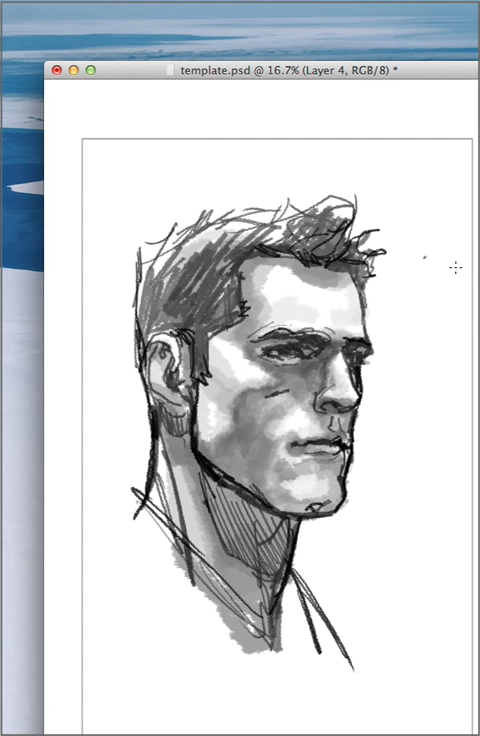 template.psd @ 16.7% (Layer 4, RGB/8) *